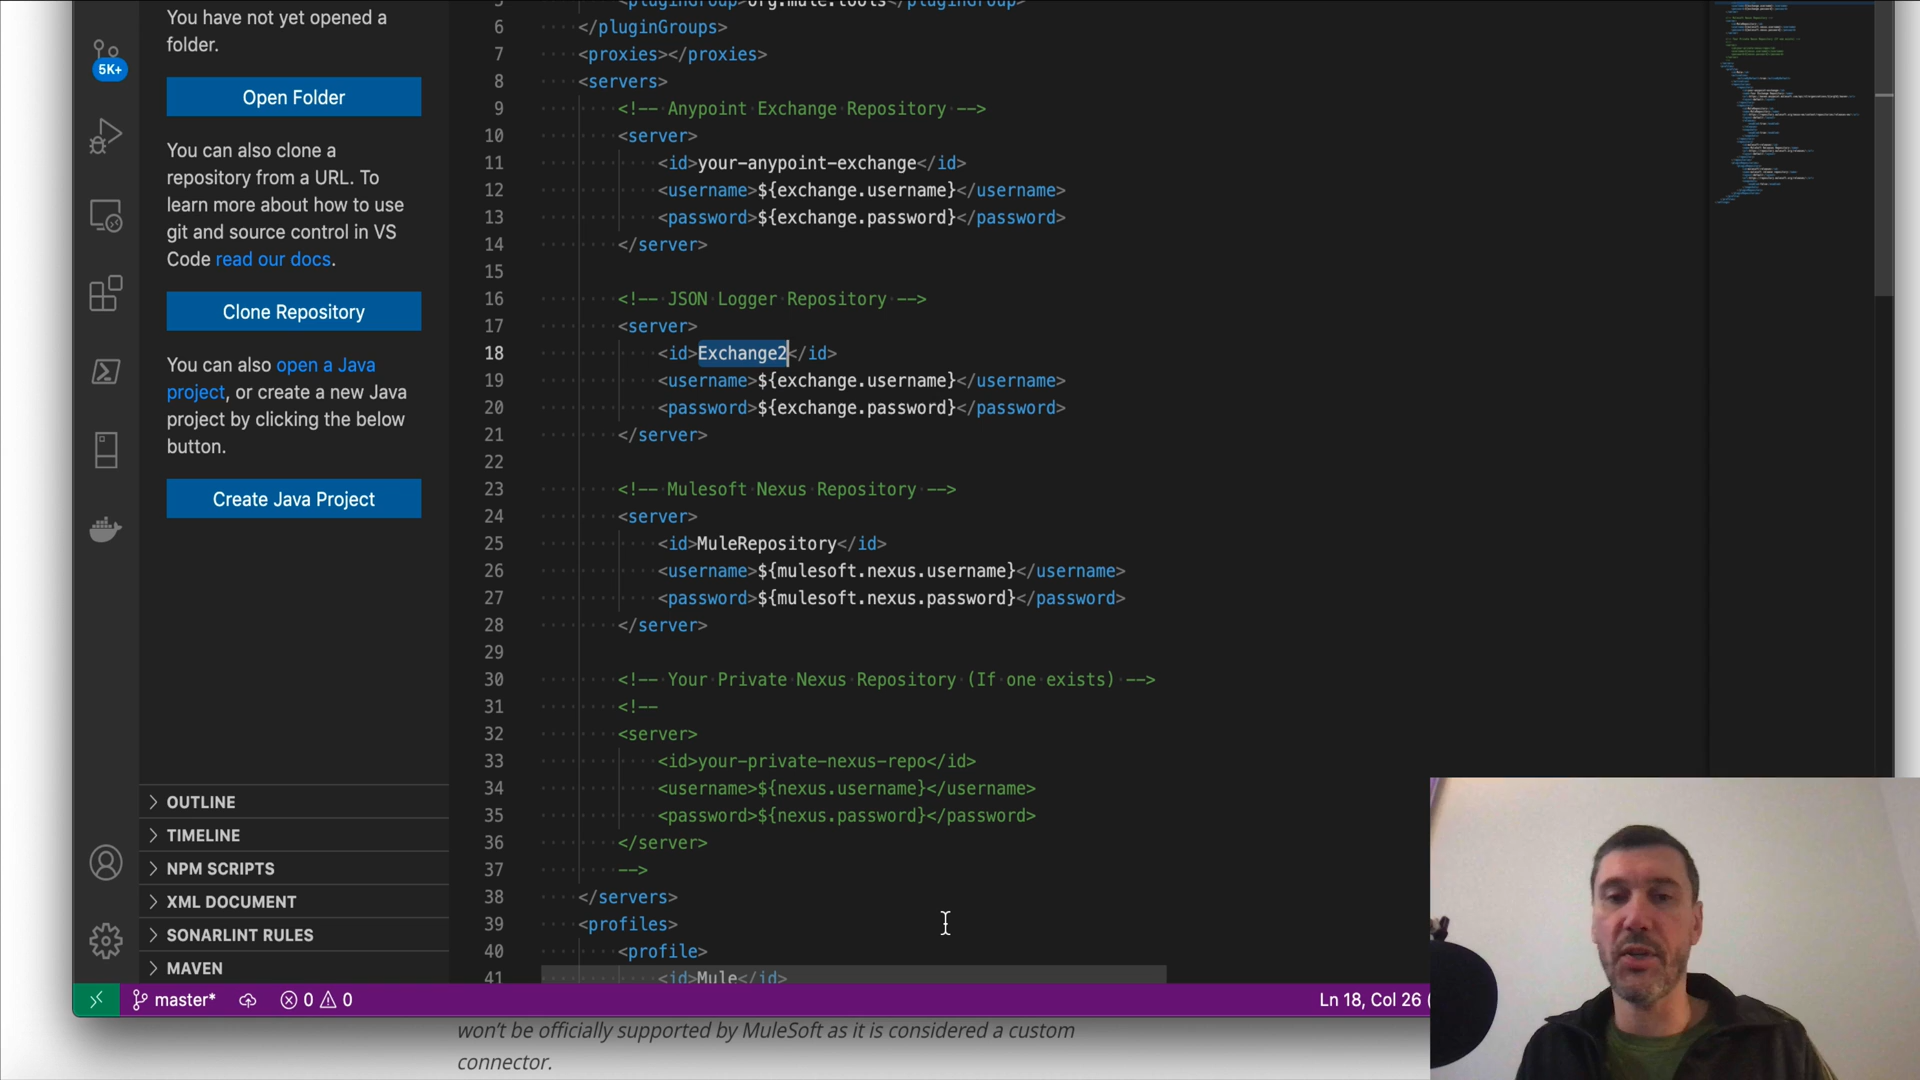 You have not yet opened a
folder.
Open Folder
You can also clone a
repository from a URL. To
learn more about how to use
git and source control in VS
Code read our docs.
Clone Repository
You can also open a Java
project, or create a new Java
project by clicking the below
button.
Create Java Project
OUTLINE
TIMELINE
NPM SCRIPTS
XML DOCUMENT
SONARLINT RULES
MAVEN
5K+
5 <pluginGroup>org.mule.tools</pluginGroup>
6 </pluginGroups>
7 <proxies></proxies>
8 <servers>
9 <!-- Anypoint Exchange Repository -->
10 <server>
11 <id>your-anypoint-exchange</id>
12 <username>${exchange.username}</username>
13 <password>${exchange.password}</password>
14 </server>
15
16 <!-- JSON Logger Repository -->
17 <server>
18 <id>Exchange2</id>
19 <username>${exchange.username}</username>
20 <password>${exchange.password}</password>
21 </server>
22
23 <!-- Mulesoft Nexus Repository -->
24 <server>
25 <id>MuleRepository</id>
26 <username>${mulesoft.nexus.username}</username>
27 <password>${mulesoft.nexus.password}</password>
28 </server>
29
30 <!-- Your Private Nexus Repository (If one exists) -->
31 <!--
32 <server>
33 <id>your-private-nexus-repo</id>
34 <username>${nexus.username}</username>
35 <password>${nexus.password}</password>
36 </server>
37 -->
38 </servers>
39 <profiles>
40 <profile>
41 <id>Mule</id>
master* 0 0 Ln 18, Col 26 (
won't be officially supported by MuleSoft as it is considered a custom
connector.